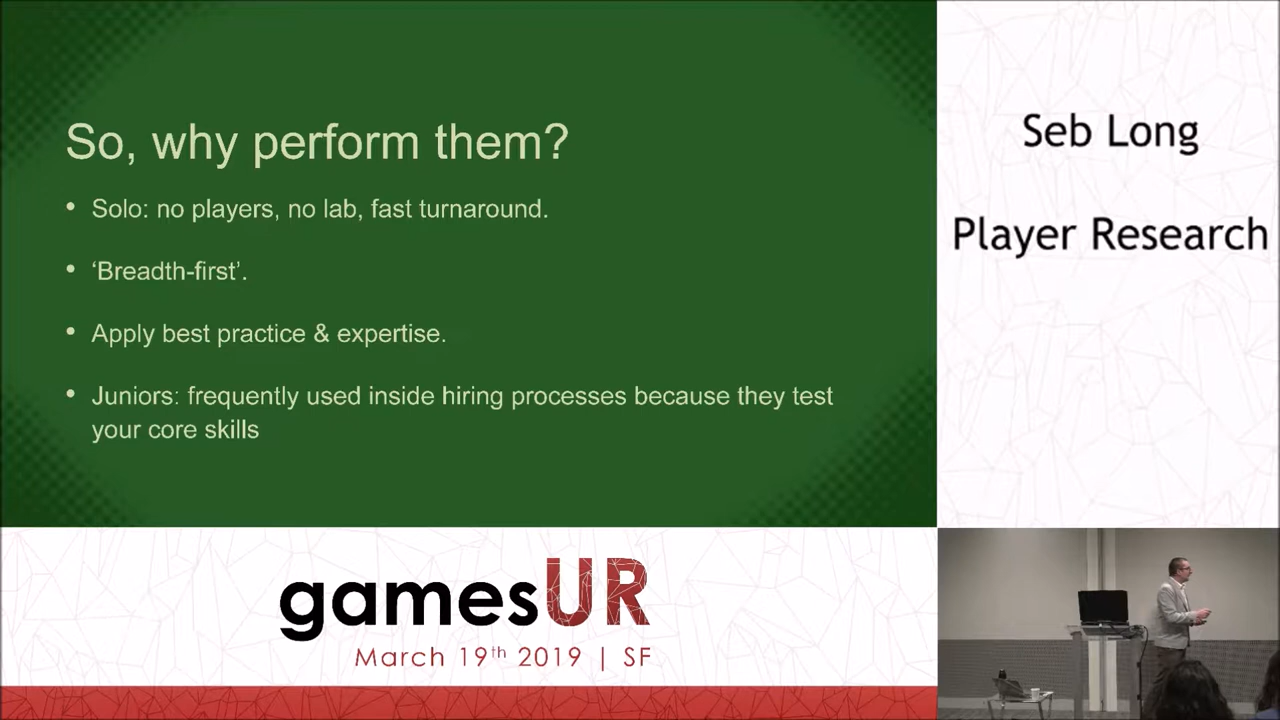 So, why perform them?
• Solo: no players, no lab, fast turnaround.
• ‘Breadth-first’.
• Apply best practice & expertise.
• Juniors: frequently used inside hiring processes because they test
your core skills
Seb Long
Player Research
gamesUR
March 19th 2019 | SF